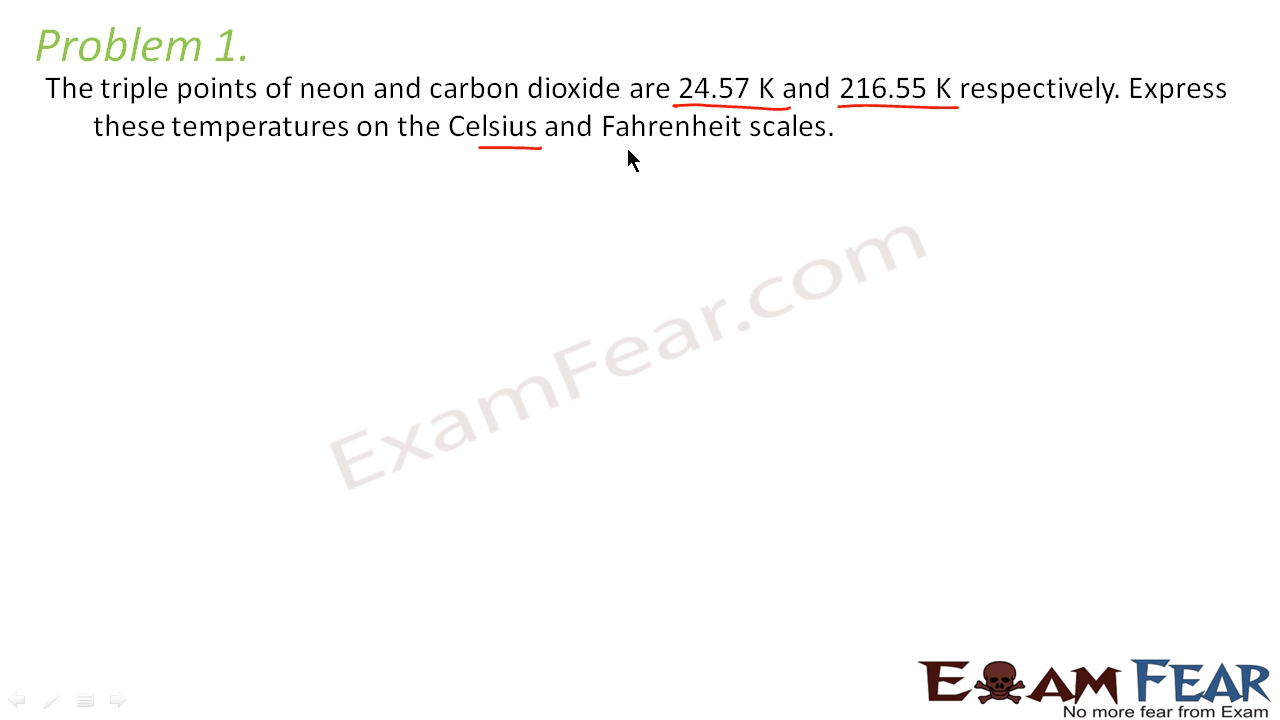 Problem 1.
The triple points of neon and carbon dioxide are 24.57 K and 216.55 K respectively. Express
these temperatures on the Celsius and Fahrenheit scales.
ExamFear.com
EXAM FEAR
No more fear from Exam